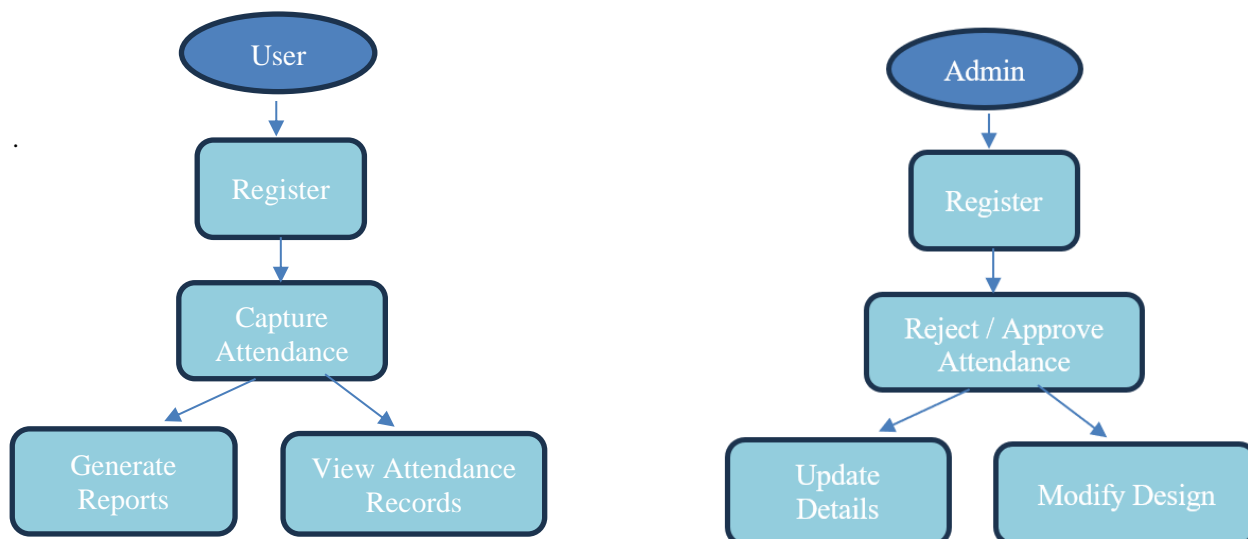 User
Register
Capture
Attendance
Generate
Reports
View Attendance
Records
Admin
Register
Reject / Approve
Attendance
Update
Details
Modify Design
.